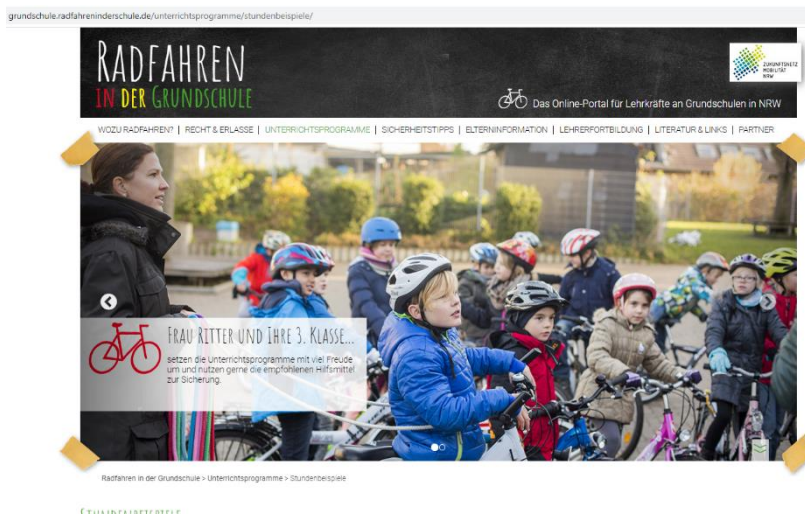 grundschule.radfahreninderschule.de/unterrichtsprogramme/stundenbeispiele/
RADFAHREN
IN DER GRUNDSCHULE
ZUKUNFTSNETZ
MOBILITÄT
NRW
Das Online-Portal für Lehrkräfte an Grundschulen in NRW
WOZU RADFAHREN? | RECHT & ERLASSE | UNTERRICHTSPROGRAMME | SICHERHEITSTIPPS | ELTERNINFORMATION | LEHRERFORTBILDUNG | LITERATUR & LINKS | PARTNER
FRAU RITTER UND IHRE 3. KLASSE...
setzen die Unterrichtsprogramme mit viel Freude
um und nutzen gerne die empfohlenen Hilfsmittel
zur Sicherung.
Radfahren in der Grundschule > Unterrichtsprogramme > Stundenbeispiele
STUNDENBEISPIELE